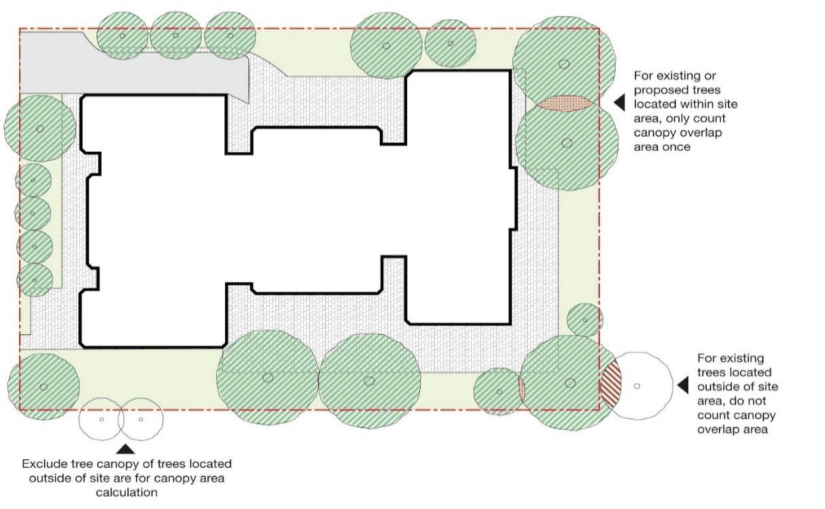 For existing or
proposed trees
located within site
area, only count
canopy overlap
area once
For existing
trees located
outside of site
area, do not
count canopy
overlap area
Exclude tree canopy of trees located
outside of site are for canopy area
calculation